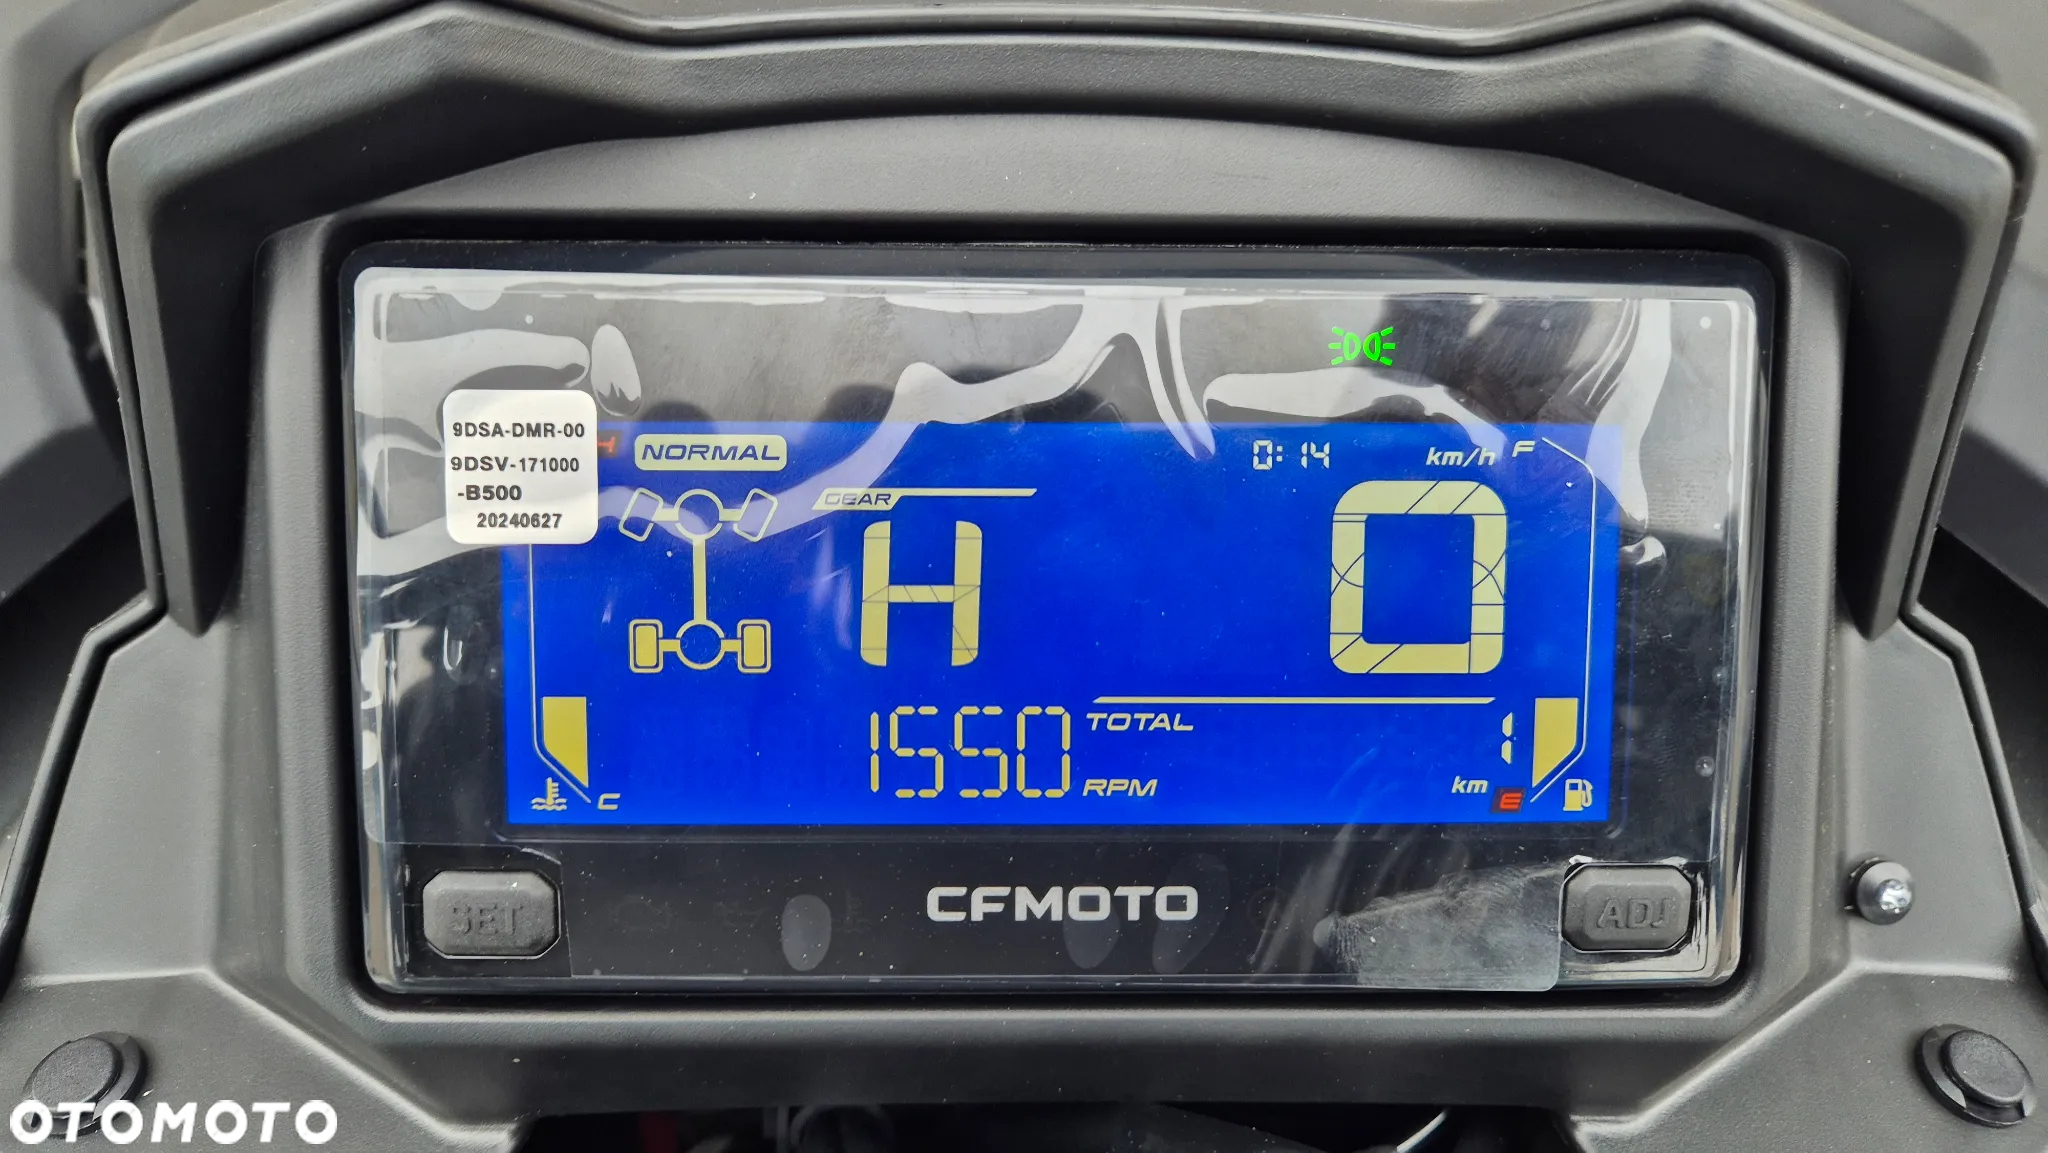 9DSA-DMR-00
9DSV-171000
-B500
20240627
H
NORMAL
0:14
km/h
F
GEAR
H
0
1550
RPM
TOTAL
1
km
E
C
SET
CFMOTO
ADJ
OTOMOTO